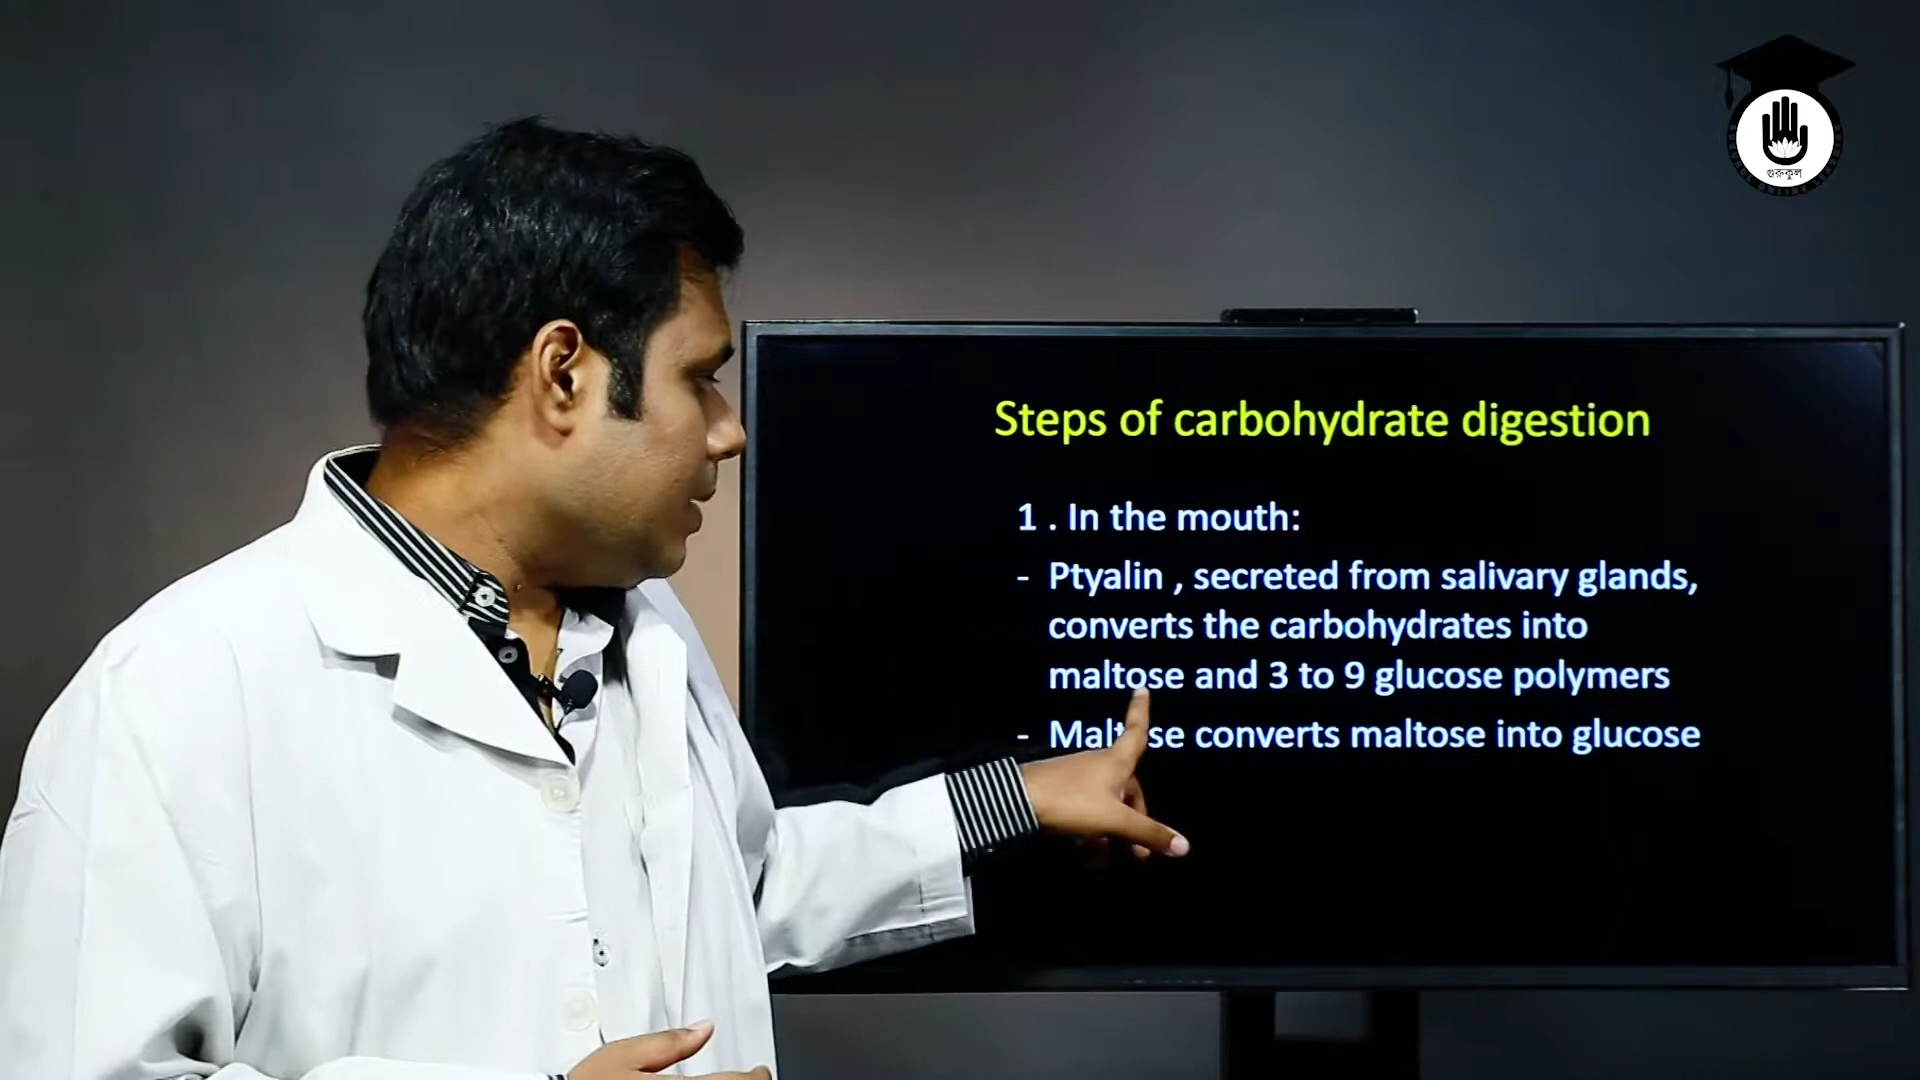 গুরুকুল
Steps of carbohydrate digestion
1 . In the mouth:
- Ptyalin , secreted from salivary glands,
converts the carbohydrates into
maltose and 3 to 9 glucose polymers
- Maltose converts maltose into glucose